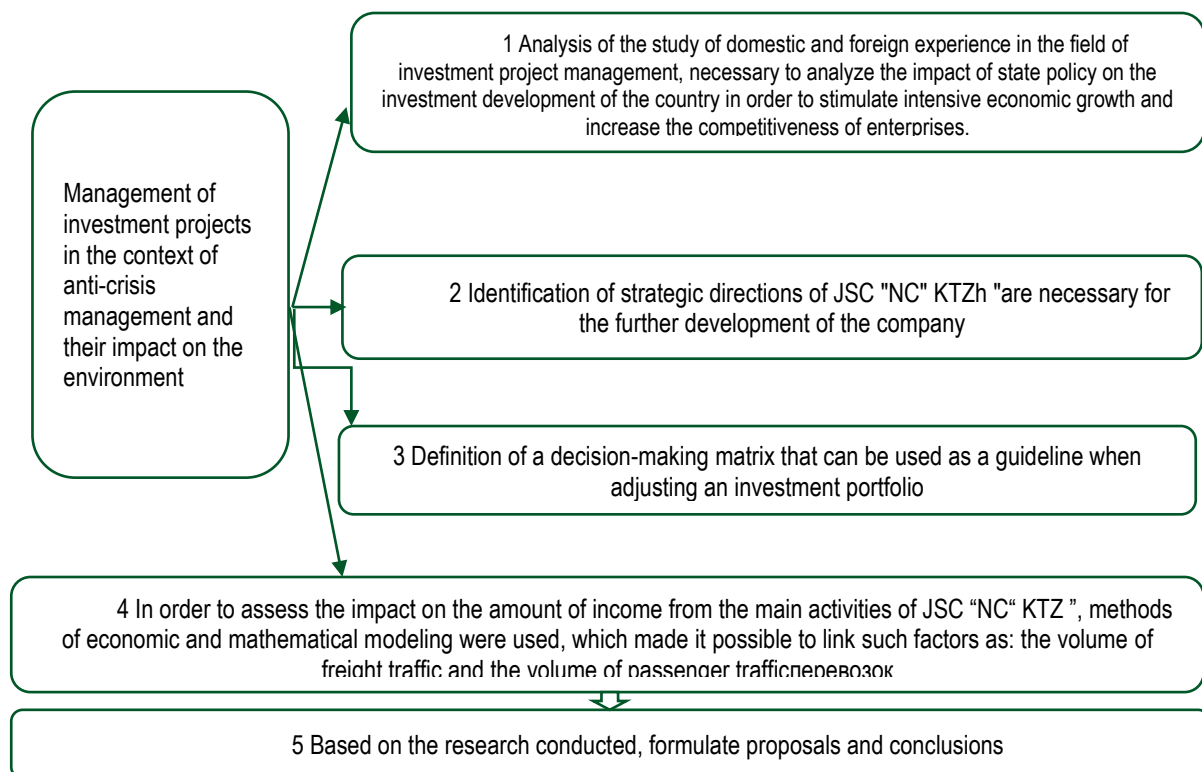 1 Analysis of the study of domestic and foreign experience in the field of
investment project management, necessary to analyze the impact of state policy on the
investment development of the country in order to stimulate intensive economic growth and
increase the competitiveness of enterprises.
Management of
investment projects
in the context of
anti-crisis
management and
their impact on the
environment
2 Identification of strategic directions of JSC "NC" KTZh "are necessary for
the further development of the company
3 Definition of a decision-making matrix that can be used as a guideline when
adjusting an investment portfolio
4 In order to assess the impact on the amount of income from the main activities of JSC “NC“ KTZ ”, methods
of economic and mathematical modeling were used, which made it possible to link such factors as: the volume of
freight traffic and the volume of passenger trafficперевозок
5 Based on the research conducted, formulate proposals and conclusions